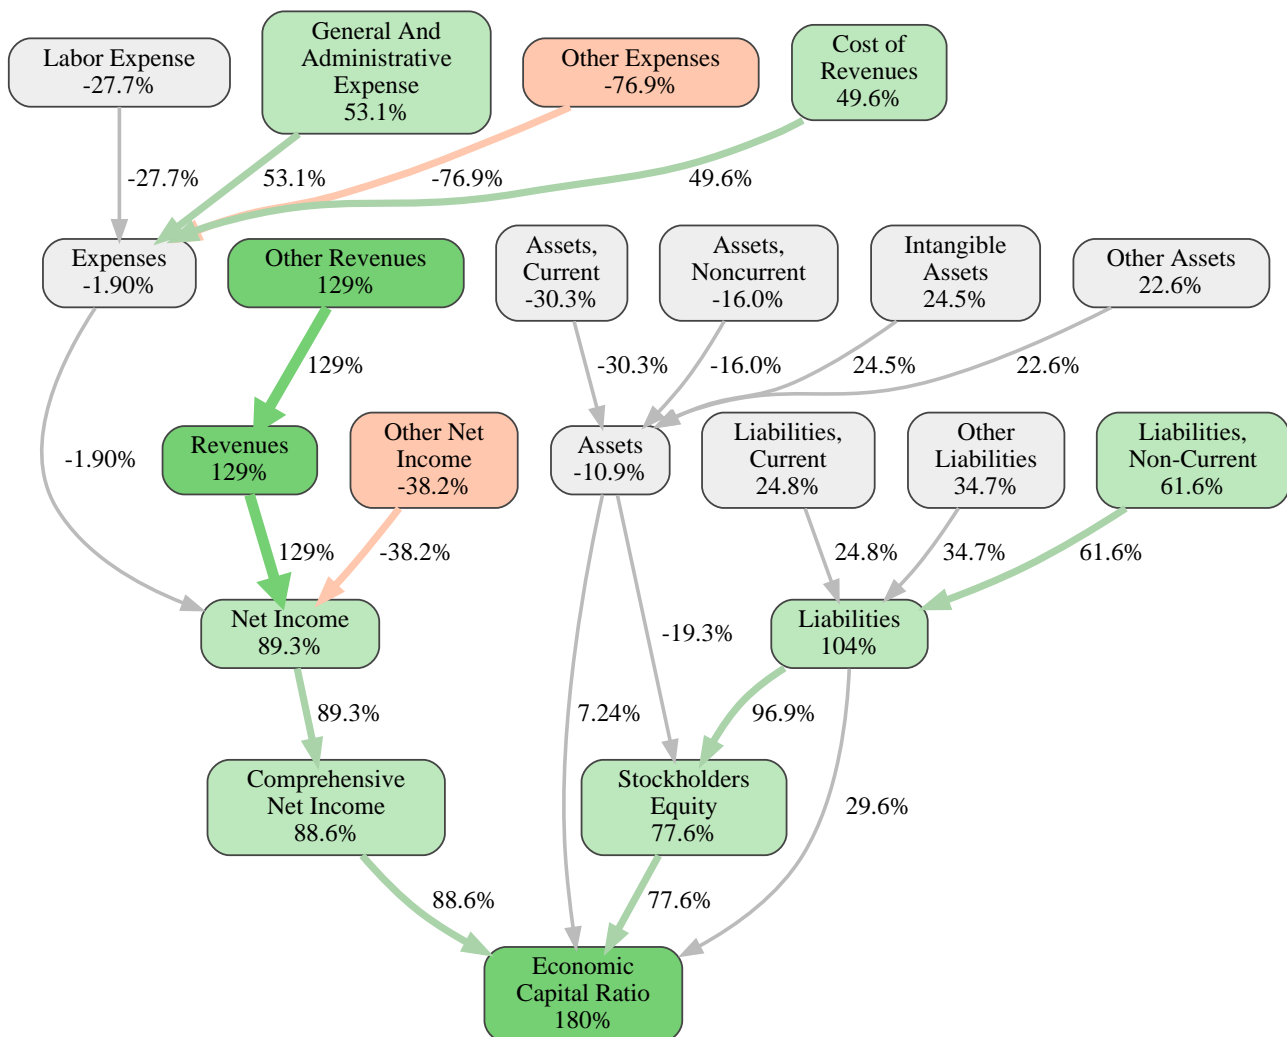 Labor Expense
-27.7%
General And
Administrative
Expense
53.1%
Other Expenses
-76.9%
Cost of
Revenues
49.6%
-27.7%
53.1%
-76.9%
49.6%
Expenses
-1.90%
Other Revenues
129%
Assets,
Current
-30.3%
Assets,
Noncurrent
-16.0%
Intangible
Assets
24.5%
Other Assets
22.6%
129%
-30.3%
-16.0%
24.5%
22.6%
-1.90%
Revenues
129%
Other Net
Income
-38.2%
Assets
-10.9%
Liabilities,
Current
24.8%
Other
Liabilities
34.7%
Liabilities,
Non-Current
61.6%
129%
-38.2%
24.8%
34.7%
61.6%
Net Income
89.3%
-19.3%
Liabilities
104%
89.3%
7.24%
96.9%
Comprehensive
Net Income
88.6%
Stockholders
Equity
77.6%
29.6%
88.6%
77.6%
Economic
Capital Ratio
180%